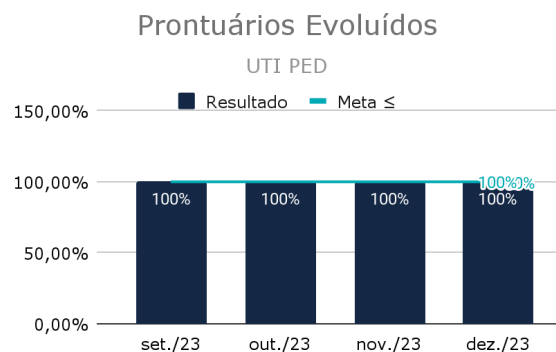 Prontuários Evoluídos
UTI PED
Resultado
Meta ≤
150,00%
100,00%
50,00%
0,00%
100%
100%
100%
100%
100%
set./23
out./23
nov./23
dez./23